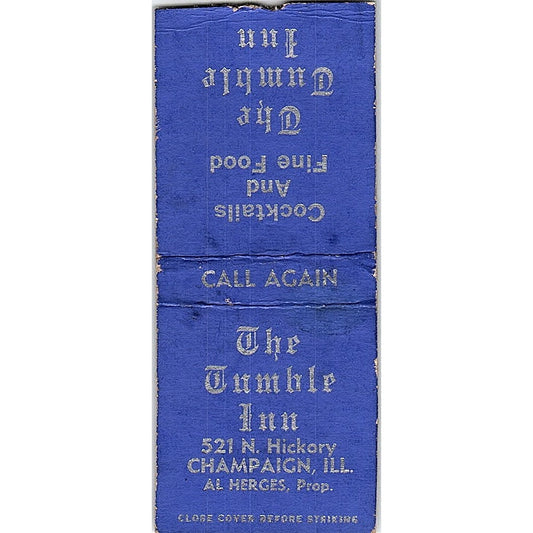 The
Tumble
Inn
Cocktails
And
Fine Food
CALL AGAIN
The
Tumble
Inn
521 N. Hickory
CHAMPAIGN, ILL.
AL HERGES, Prop.
CLOSE COVER BEFORE STRIKING